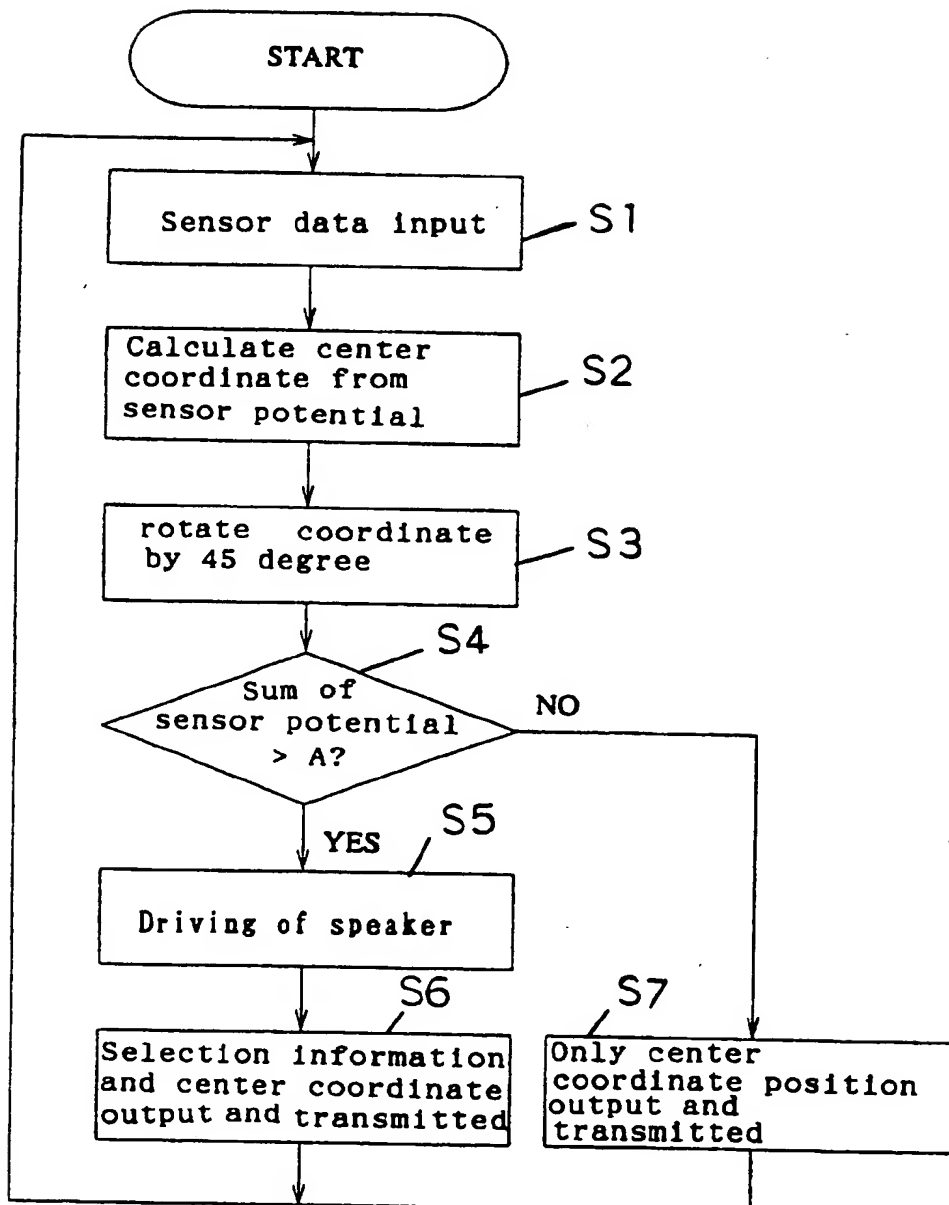 START
Sensor data input
S1
Calculate center
coordinate from
sensor potential
S2
rotate coordinate
by 45 degree
S3
S4
Sum of
sensor potential
> A?
NO
YES
S5
Driving of speaker
S6
Selection information
and center coordinate
output and transmitted
S7
Only center
coordinate position
output and
transmitted